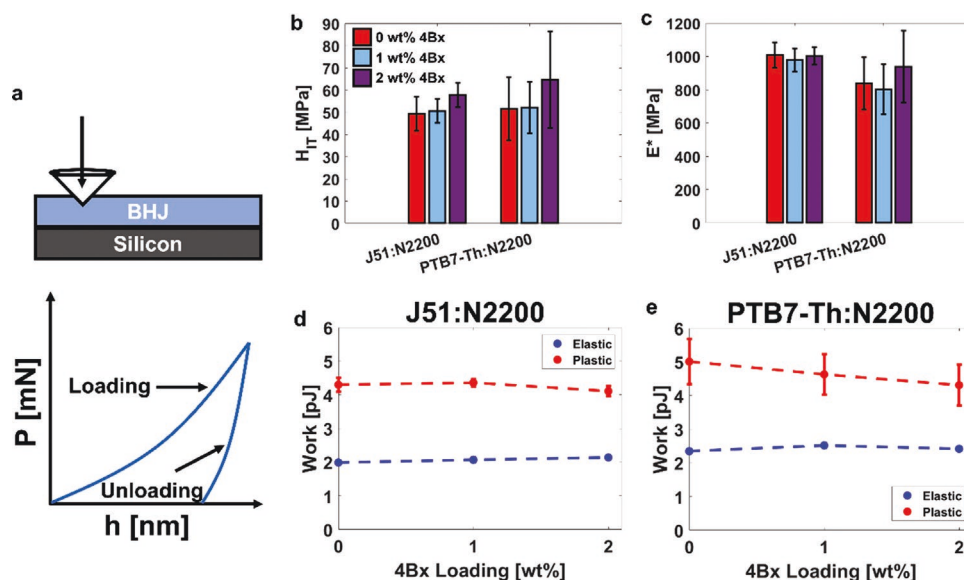 a
BHJ
Silicon
P [mN]
Loading
Unloading
h [nm]
b
H_IT [MPa]
90
80
70
60
50
40
30
20
10
0
0 wt% 4Bx
1 wt% 4Bx
2 wt% 4Bx
J51:N2200
PTB7-Th:N2200
c
E* [MPa]
1200
1000
800
600
400
200
0
J51:N2200
PTB7-Th:N2200
d
J51:N2200
Work [pJ]
6
5
4
3
2
1
0
Elastic
Plastic
0 1 2
4Bx Loading [wt%]
e
PTB7-Th:N2200
Work [pJ]
6
5
4
3
2
1
0
Elastic
Plastic
0 1 2
4Bx Loading [wt%]